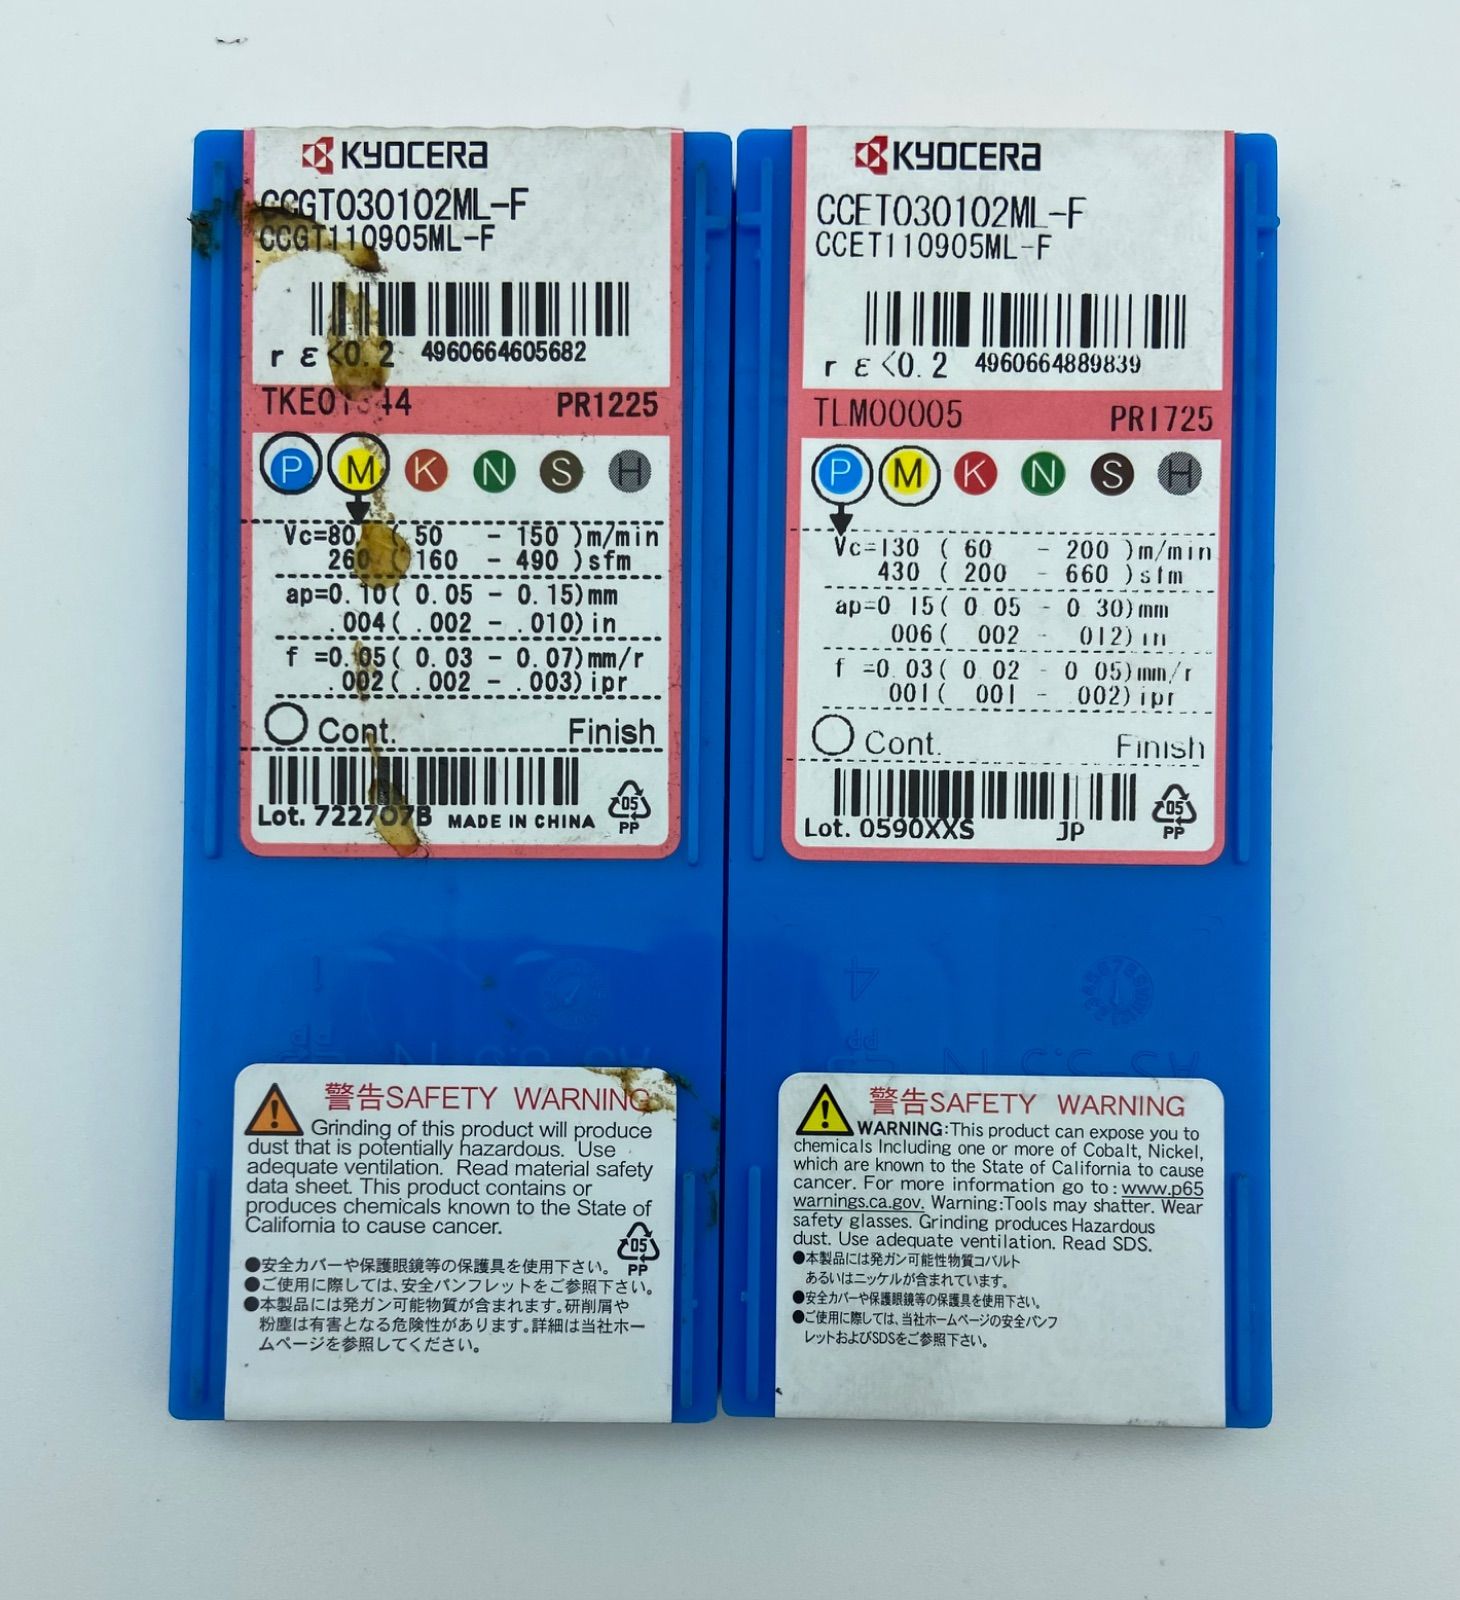 KYOCERA
CCGT030102ML-F
CCGT110905ML-F
r ε<0.2 4960664605682
PR1225
P M K N S H
Vc=80 ( 50 - 150 )m/min
260 ( 160 - 490 )sfm
ap=0.10( 0.05 - 0.15)mm
.004( .002 - .010)in
f =0.05( 0.03 - 0.07)mm/r
.002( .002 - .003)ipr
Cont. Finish
Lot. 722707B MADE IN CHINA
05
PP
警告SAFETY WARNING
Grinding of this product will produce
dust that is potentially hazardous. Use
adequate ventilation. Read material safety
data sheet. This product contains or
produces chemicals known to the State of
California to cause cancer.
05
PP
●安全カバーや保護眼鏡等の保護具を使用下さい。
●ご使用に際しては、安全パンフレットをご参照下さい。
●本製品には発ガン可能物質が含まれます。研削屑や
粉塵は有害となる危険性があります。詳細は当社ホー
ムページを参照してください。
KYOCERA
CCET030102ML-F
CCET110905ML-F
r ε<0.2 4960664889839
TLM00005 PR1725
P M K N S H
Vc=130 ( 60 - 200 )m/min
430 ( 200 - 660 )sfm
ap=0 15( 0 05 - 0 30)mm
006( 002 - 012)in
f =0 03( 0 02 - 0 05)mm/r
001( 001 - 002)ipr
Cont. Finish
Lot. 0590XXS JP
05
PP
警告SAFETY WARNING
WARNING:This product can expose you to
chemicals Including one or more of Cobalt, Nickel,
which are known to the State of California to cause
cancer. For more information go to : www.p65
warnings.ca.gov. Warning:Tools may shatter. Wear
safety glasses. Grinding produces Hazardous
dust. Use adequate ventilation. Read SDS.
●本製品には発ガン可能性物質コバルト
あるいはニッケルが含まれています。
●安全カバーや保護眼鏡等の保護具を使用下さい。
●ご使用に際しては、当社ホームページの安全パンフ
レットおよびSDSをご参照下さい。